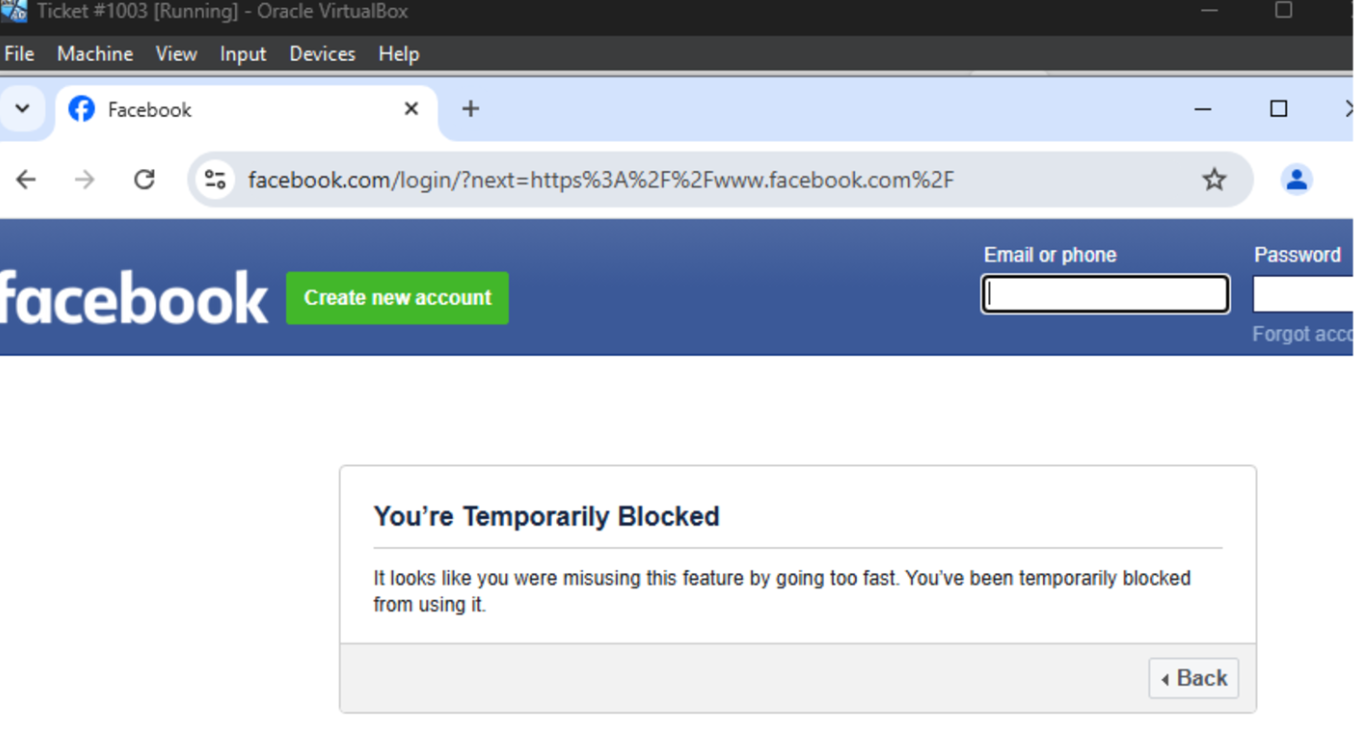 Ticket #1003 [Running] - Oracle VirtualBox
File Machine View Input Devices Help
Facebook
facebook.com/login/?next=https%3A%2F%2Fwww.facebook.com%2F
Email or phone Password
facebook Create new account
Forgot acco
You’re Temporarily Blocked
It looks like you were misusing this feature by going too fast. You’ve been temporarily blocked
from using it.
Back